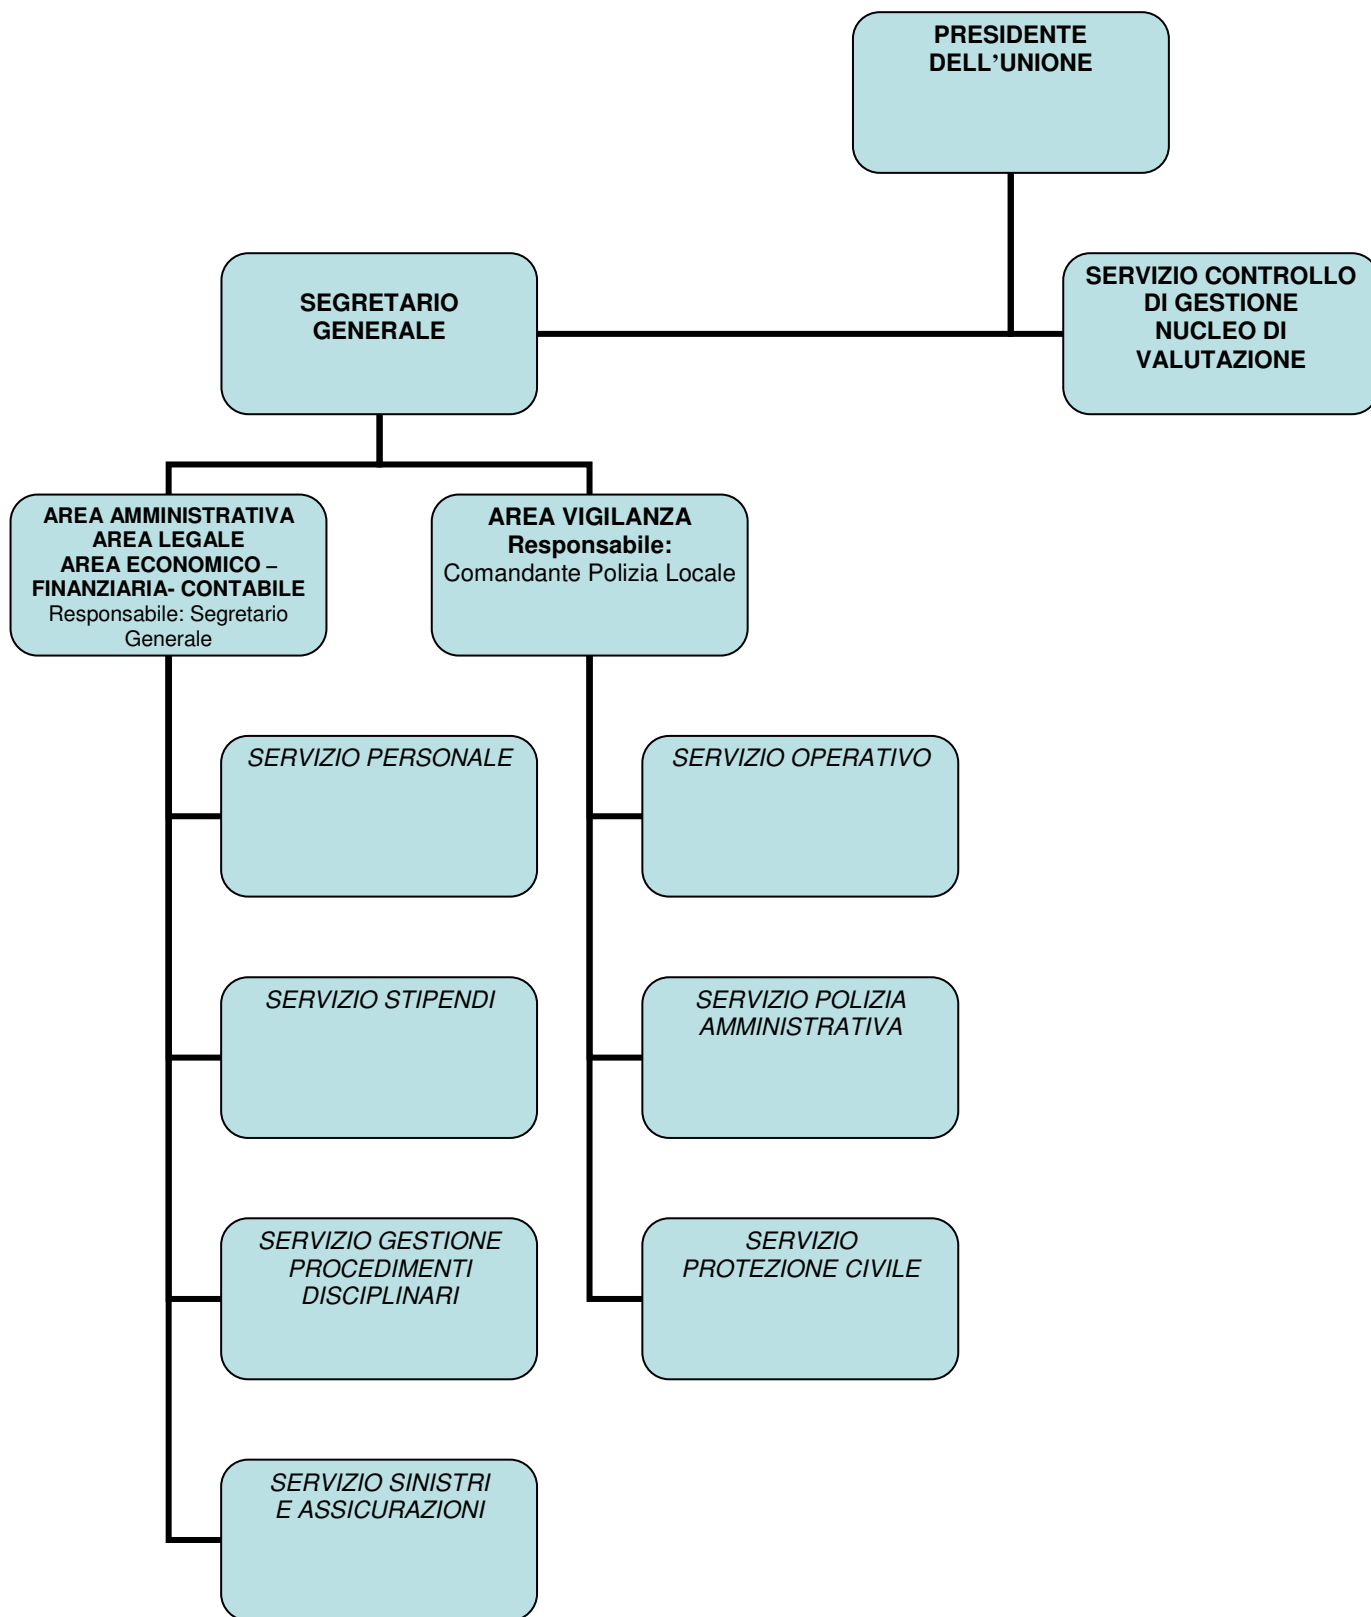 PRESIDENTE
DELL’UNIONE
SEGRETARIO
GENERALE
SERVIZIO CONTROLLO
DI GESTIONE
NUCLEO DI
VALUTAZIONE
AREA AMMINISTRATIVA
AREA LEGALE
AREA ECONOMICO –
FINANZIARIA- CONTABILE
Responsabile: Segretario
Generale
AREA VIGILANZA
Responsabile:
Comandante Polizia Locale
SERVIZIO PERSONALE
SERVIZIO OPERATIVO
SERVIZIO STIPENDI
SERVIZIO POLIZIA
AMMINISTRATIVA
SERVIZIO GESTIONE
PROCEDIMENTI
DISCIPLINARI
SERVIZIO
PROTEZIONE CIVILE
SERVIZIO SINISTRI
E ASSICURAZIONI